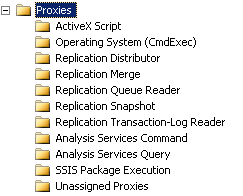 Proxies
ActiveX Script
Operating System (CmdExec)
Replication Distributor
Replication Merge
Replication Queue Reader
Replication Snapshot
Replication Transaction-Log Reader
Analysis Services Command
Analysis Services Query
SSIS Package Execution
Unassigned Proxies